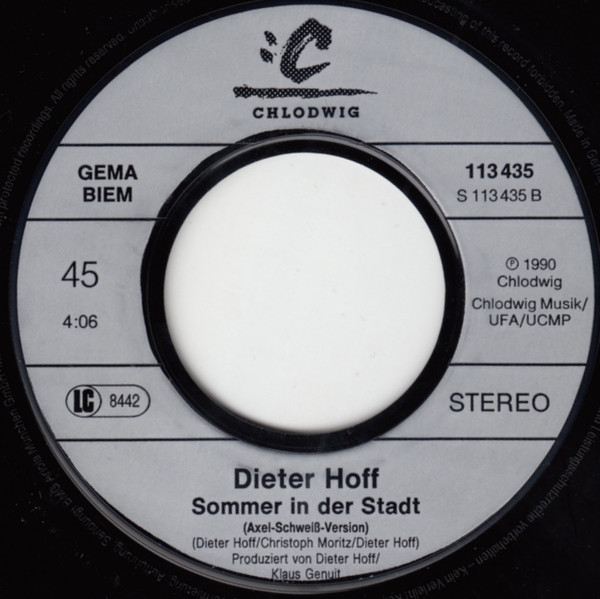 CHLODWIG
GEMA
BIEM
113 435
S 113 435 B
45
4:06
℗ 1990
Chlodwig
Chlodwig Musik/
UFA/UCMP
LC 8442
STEREO
Dieter Hoff
Sommer in der Stadt
(Axel-Schweiß-Version)
(Dieter Hoff/Christoph Moritz/Dieter Hoff)
Produziert von Dieter Hoff/
Klaus Genuit